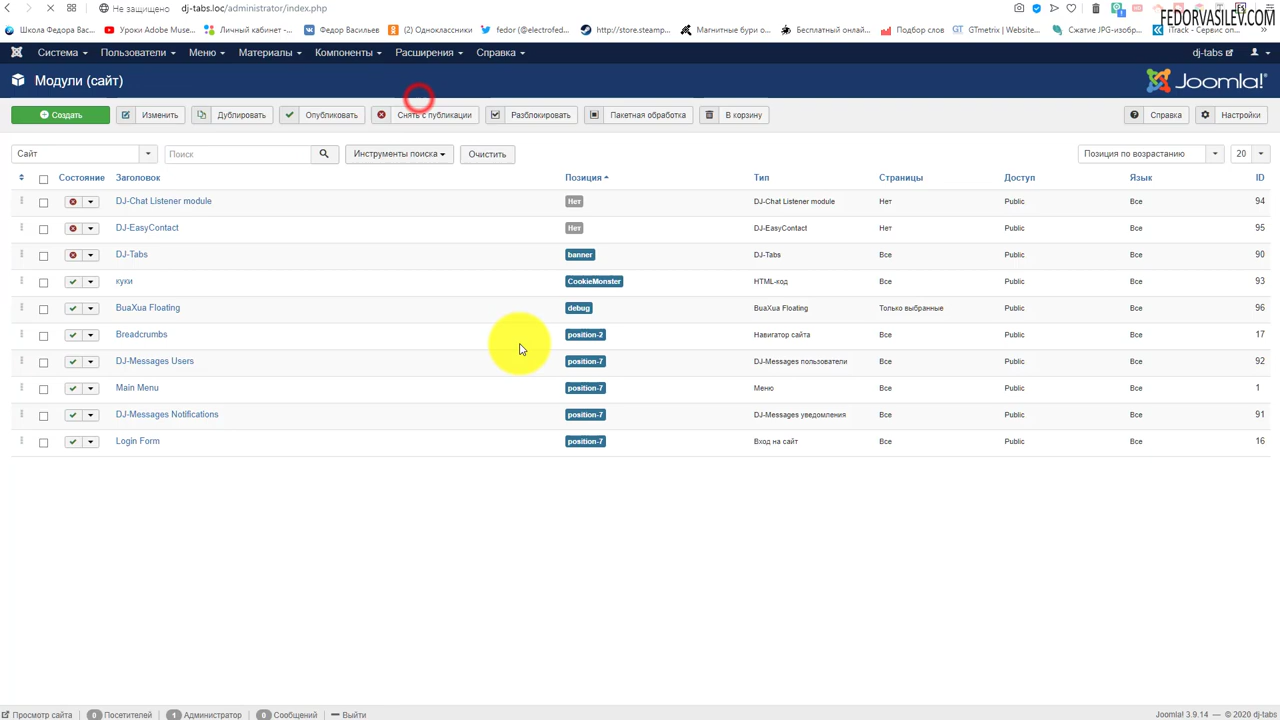 Не защищено dj-tabs.loc/administrator/index.php
FEDORVASILEV.COM
Школа Федора Вас... Уроки Adobe Muse... Личный кабинет -... Федор Васильев (2) Одноклассники fedor (@electrofed... http://store.steamp... Магнитные бури о... Бесплатный онлай... Подбор слов GTmetrix | Website... Сжатие JPG-изобр... iTrack - Сервис оп... »
Система Пользователи Меню Материалы Компоненты Расширения Справка dj-tabs
Модули (сайт) Joomla!
Создать Изменить Дублировать Опубликовать Снять с публикации Разблокировать Пакетная обработка В корзину Справка Настройки
Сайт Поиск Инструменты поиска Очистить Позиция по возрастанию 20
Состояние Заголовок Позиция Тип Страницы Доступ Язык ID
DJ-Chat Listener module Нет DJ-Chat Listener module Нет Public Все 94
DJ-EasyContact Нет DJ-EasyContact Нет Public Все 95
DJ-Tabs banner DJ-Tabs Все Public Все 90
куки CookieMonster HTML-код Все Public Все 93
BuaXua Floating debug BuaXua Floating Только выбранные Public Все 96
Breadcrumbs position-2 Навигатор сайта Все Public Все 17
DJ-Messages Users position-7 DJ-Messages пользователи Все Public Все 92
Main Menu position-7 Меню Все Public Все 1
DJ-Messages Notifications position-7 DJ-Messages уведомления Все Public Все 91
Login Form position-7 Вход на сайт Все Public Все 16
Просмотр сайта 0 Посетителей 1 Администратор 0 Сообщений Выйти Joomla! 3.9.14 — © 2020 dj-tabs